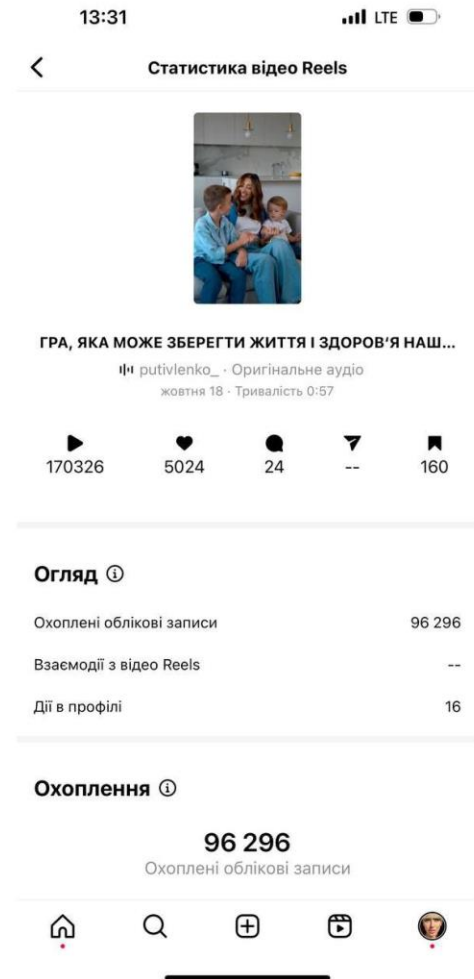 13:31
LTE
Статистика відео Reels
ГРА, ЯКА МОЖЕ ЗБЕРЕГТИ ЖИТТЯ І ЗДОРОВ'Я НАШ...
putivlenko_ · Оригінальне аудіо
жовтня 18 · Тривалість 0:57
170326 5024 24 -- 160
Огляд
Охоплені облікові записи 96 296
Взаємодії з відео Reels --
Дії в профілі 16
Охоплення
96 296
Охоплені облікові записи